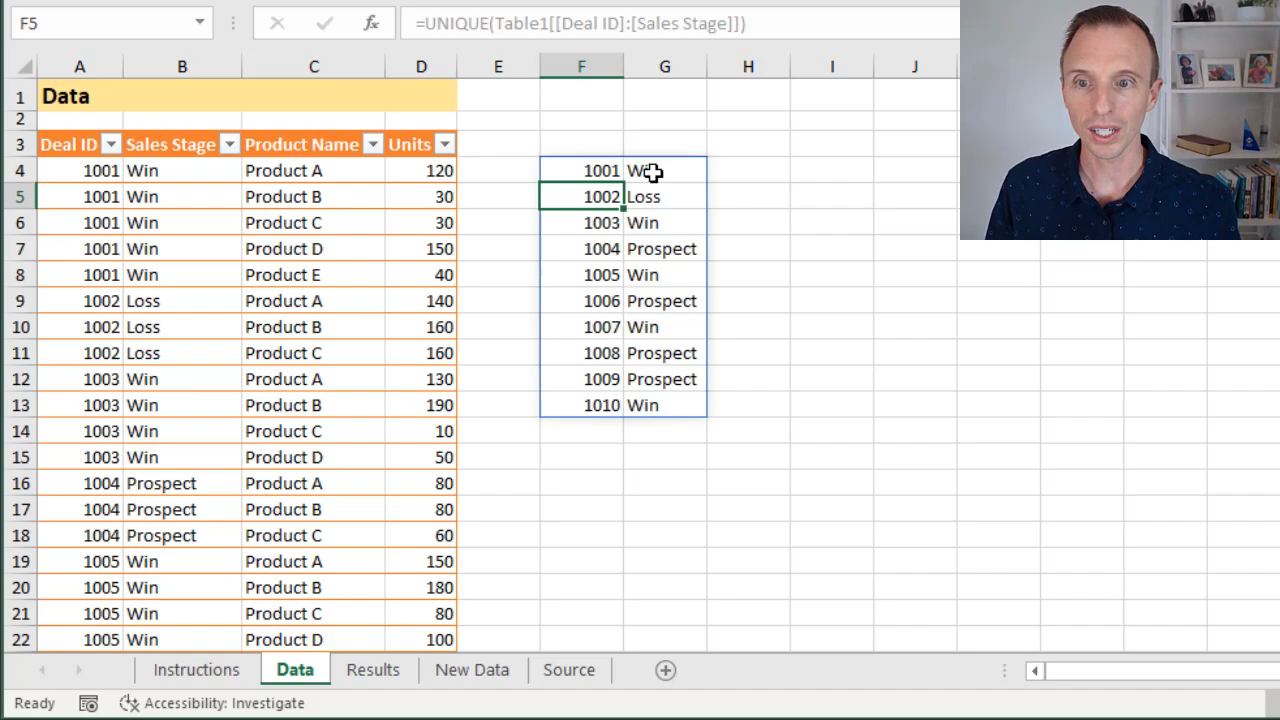 F5 fx =UNIQUE(Table1[[Deal ID]:[Sales Stage]])
A B C D E F G H I J
1 Data
2
3 Deal ID Sales Stage Product Name Units
4 1001 Win Product A 120 1001
5 1001 Win Product B 30 1002 Loss
6 1001 Win Product C 30 1003 Win
7 1001 Win Product D 150 1004 Prospect
8 1001 Win Product E 40 1005 Win
9 1002 Loss Product A 140 1006 Prospect
10 1002 Loss Product B 160 1007 Win
11 1002 Loss Product C 160 1008 Prospect
12 1003 Win Product A 130 1009 Prospect
13 1003 Win Product B 190 1010 Win
14 1003 Win Product C 10
15 1003 Win Product D 50
16 1004 Prospect Product A 80
17 1004 Prospect Product B 80
18 1004 Prospect Product C 60
19 1005 Win Product A 150
20 1005 Win Product B 180
21 1005 Win Product C 80
22 1005 Win Product D 100
Instructions Data Results New Data Source
Ready Accessibility: Investigate